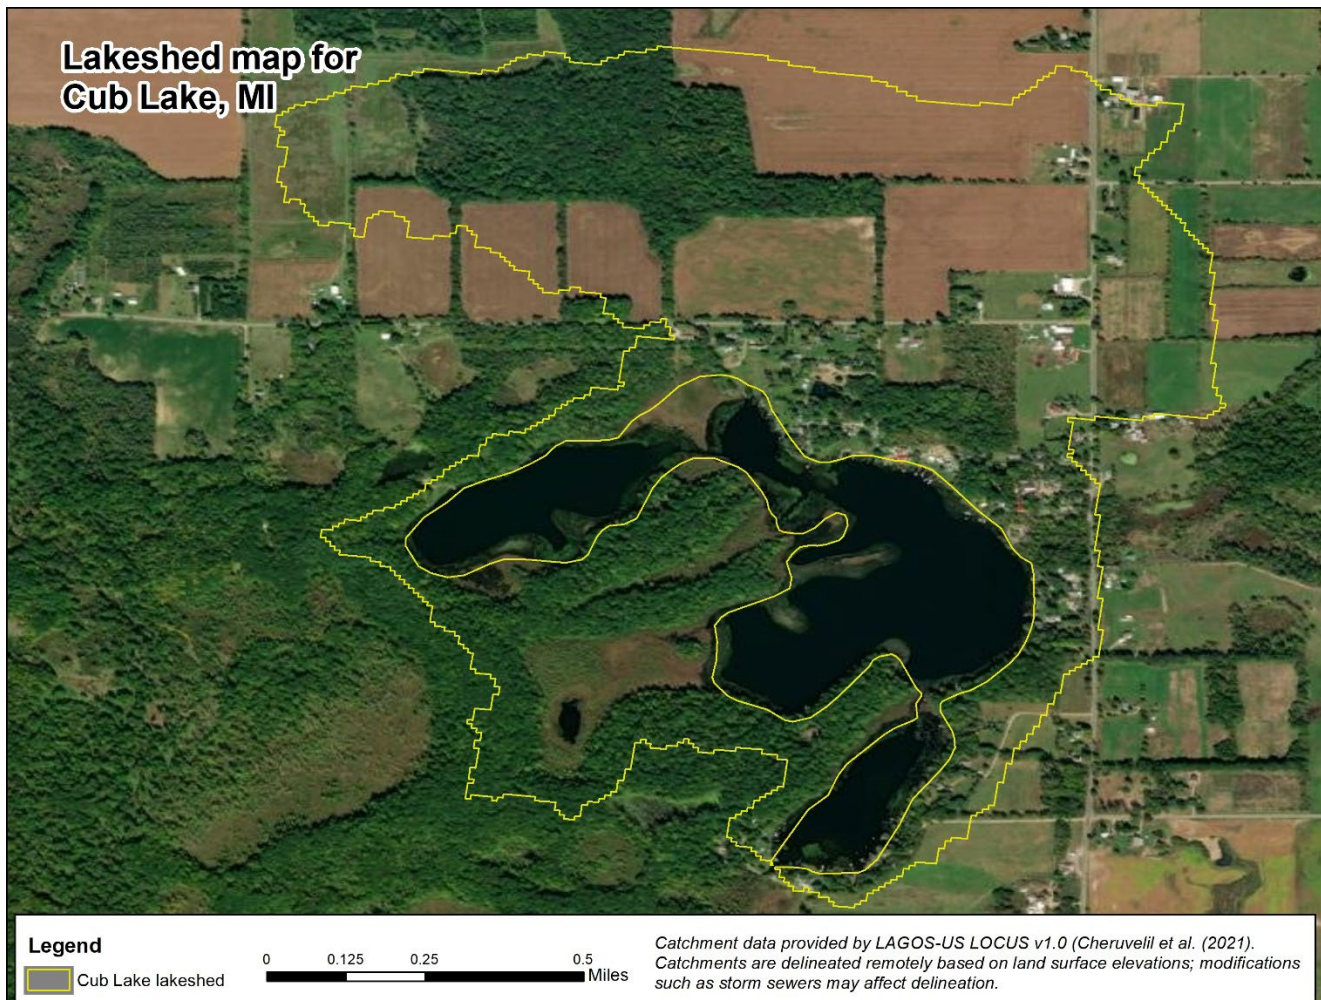 Lakeshed map for
Cub Lake, MI
Legend
Cub Lake lakeshed
0 0.125 0.25 0.5
Miles
Catchment data provided by LAGOS-US LOCUS v1.0 (Cheruvelil et al. (2021).
Catchments are delineated remotely based on land surface elevations; modifications
such as storm sewers may affect delineation.